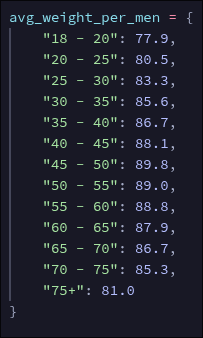 avg_weight_per_men = {
    "18 - 20": 77.9,
    "20 - 25": 80.5,
    "25 - 30": 83.3,
    "30 - 35": 85.6,
    "35 - 40": 86.7,
    "40 - 45": 88.1,
    "45 - 50": 89.8,
    "50 - 55": 89.0,
    "55 - 60": 88.8,
    "60 - 65": 87.9,
    "65 - 70": 86.7,
    "70 - 75": 85.3,
    "75+": 81.0
}